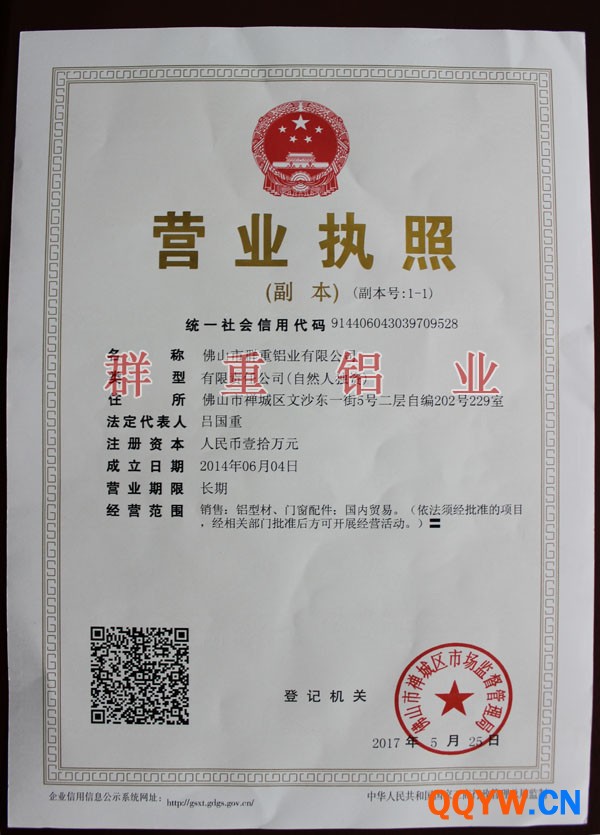 营业执照
(副 本) (副本号:1-1)
统一社会信用代码 914406043039709528
名 称 佛山市群重铝业有限公司
类 型 有限责任公司(自然人独资)
群重铝业
住 所 佛山市禅城区文沙东一街5号二层自编202号229室
法定代表人 吕国重
注册资本 人民币壹拾万元
成立日期 2014年06月04日
营业期限 长期
经营范围 销售：铝型材、门窗配件；国内贸易。（依法须经批准的项目
，经相关部门批准后方可开展经营活动。）〓
登记机关
佛山市禅城区市场监督管理局
2017 年 5 月 25日
企业信用信息公示系统网址： http://gsxt.gdgs.gov.cn/
中华人民共和国国家
QQYW.CN